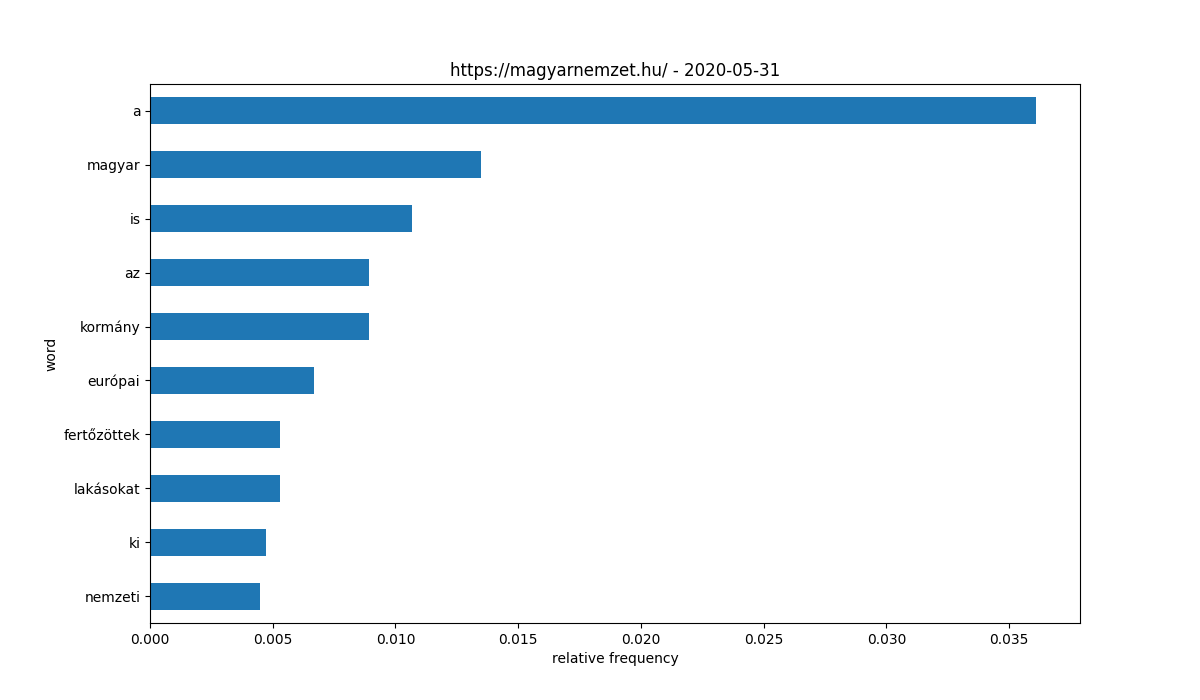 https://magyarnemzet.hu/ - 2020-05-31
word
a
magyar
is
az
kormány
európai
fertőzöttek
lakásokat
ki
nemzeti
0.000 0.005 0.010 0.015 0.020 0.025 0.030 0.035
relative frequency